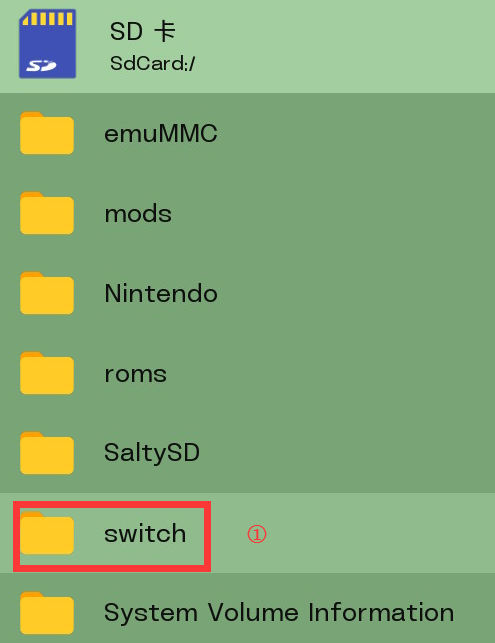 SD 卡
SdCard:/
emuMMC
mods
Nintendo
roms
SaltySD
switch ①
System Volume Information